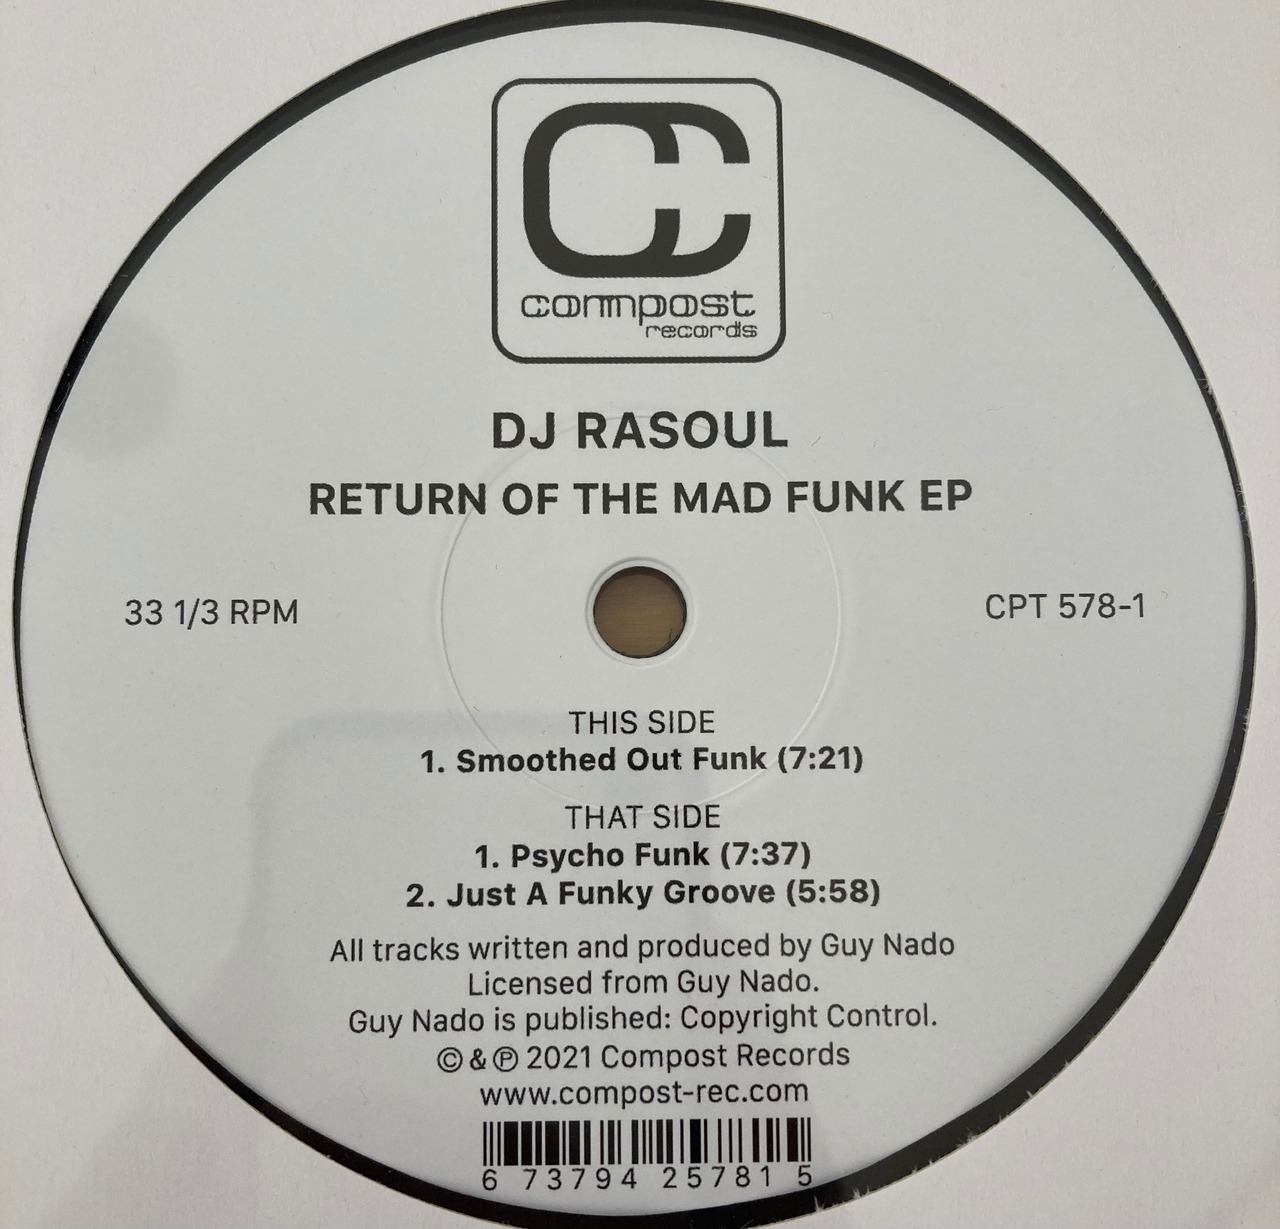 compost
records
DJ RASOUL
RETURN OF THE MAD FUNK EP
33 1/3 RPM
CPT 578-1
THIS SIDE
1. Smoothed Out Funk (7:21)
THAT SIDE
1. Psycho Funk (7:37)
2. Just A Funky Groove (5:58)
All tracks written and produced by Guy Nado
Licensed from Guy Nado.
Guy Nado is published: Copyright Control.
© & ℗ 2021 Compost Records
www.compost-rec.com
6 73794 25781 5